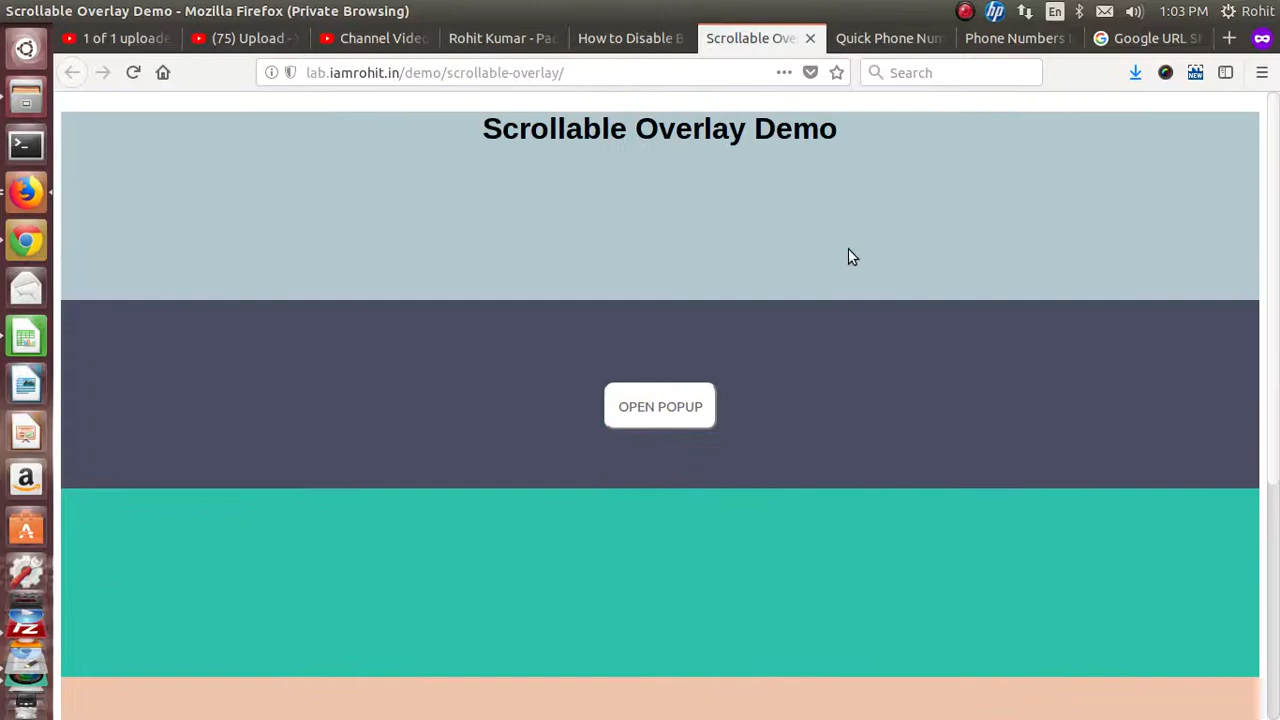 Scrollable Overlay Demo - Mozilla Firefox (Private Browsing)
En
1:03 PM
Rohit
1 of 1 uploade
(75) Upload -
Channel Vide
Rohit Kumar - Pa
How to Disable B
Scrollable Ove
Quick Phone Nu
Phone Numbers
Google URL S
lab.iamrohit.in/demo/scrollable-overlay/
Search
NEW
Scrollable Overlay Demo
OPEN POPUP